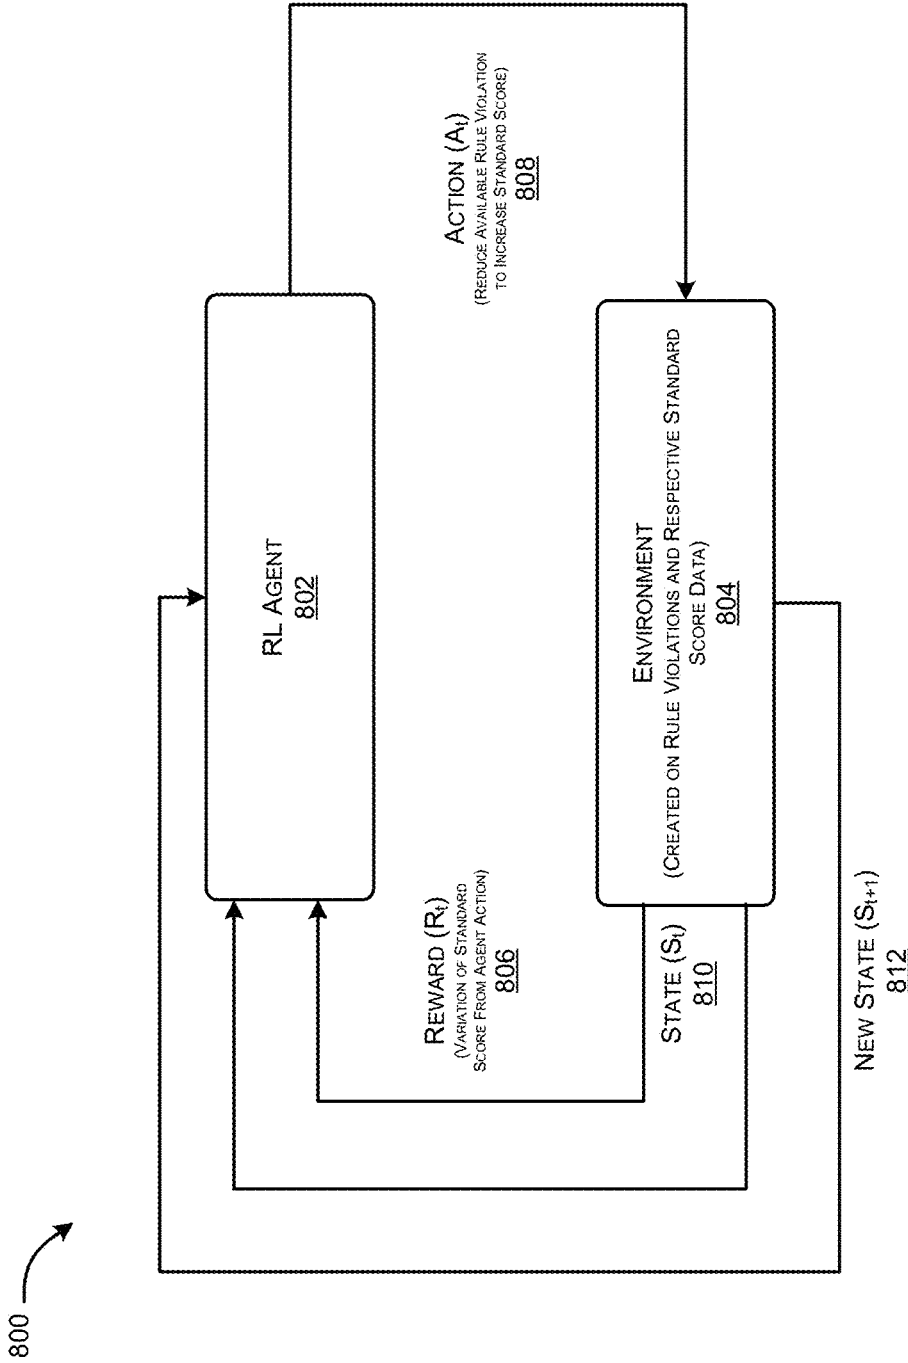 800
RL AGENT
802
ACTION (At)
(REDUCE AVAILABLE RULE VIOLATION
TO INCREASE STANDARD SCORE)
808
REWARD (Rt)
(VARIATION OF STANDARD
SCORE FROM AGENT ACTION)
806
ENVIRONMENT
(CREATED ON RULE VIOLATIONS AND RESPECTIVE STANDARD
SCORE DATA)
804
STATE (St)
810
NEW STATE (St+1)
812